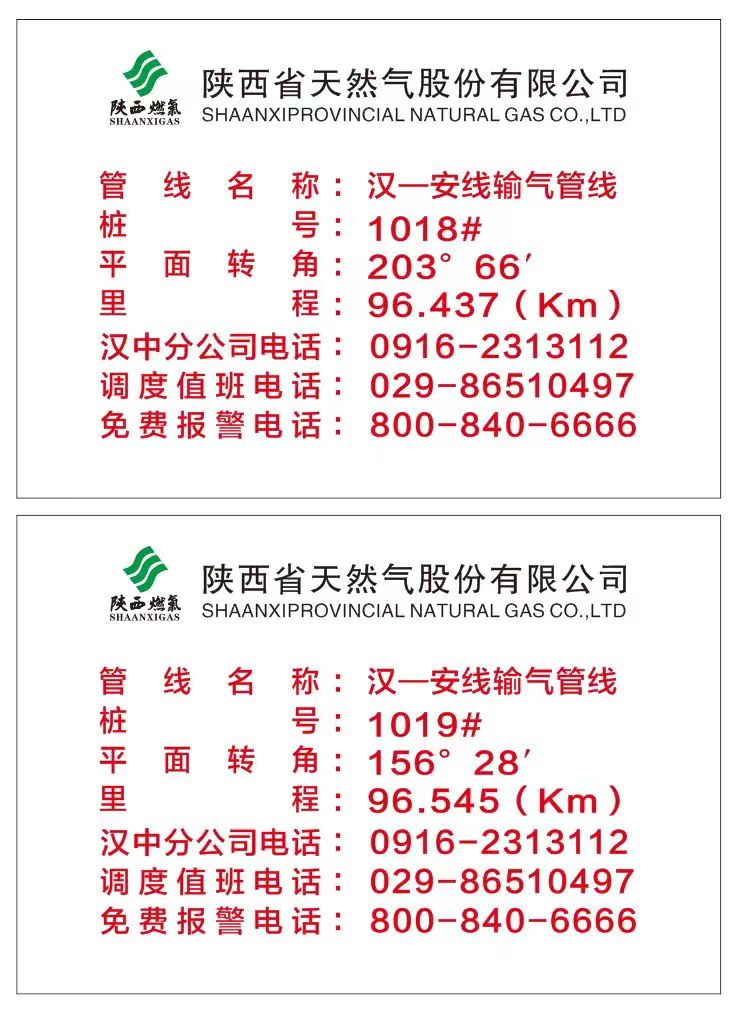 陕西燃氣
SHAANXIGAS
陕西省天然气股份有限公司
SHAANXIPROVINCIAL NATURAL GAS CO.,LTD
管线名称：汉一安线输气管线
桩号：1018#
平面转角：203°66′
里程：96.437（Km）
汉中分公司电话：0916-2313112
调度值班电话：029-86510497
免费报警电话：800-840-6666
陕西燃氣
SHAANXIGAS
陕西省天然气股份有限公司
SHAANXIPROVINCIAL NATURAL GAS CO.,LTD
管线名称：汉一安线输气管线
桩号：1019#
平面转角：156°28′
里程：96.545（Km）
汉中分公司电话：0916-2313112
调度值班电话：029-86510497
免费报警电话：800-840-6666